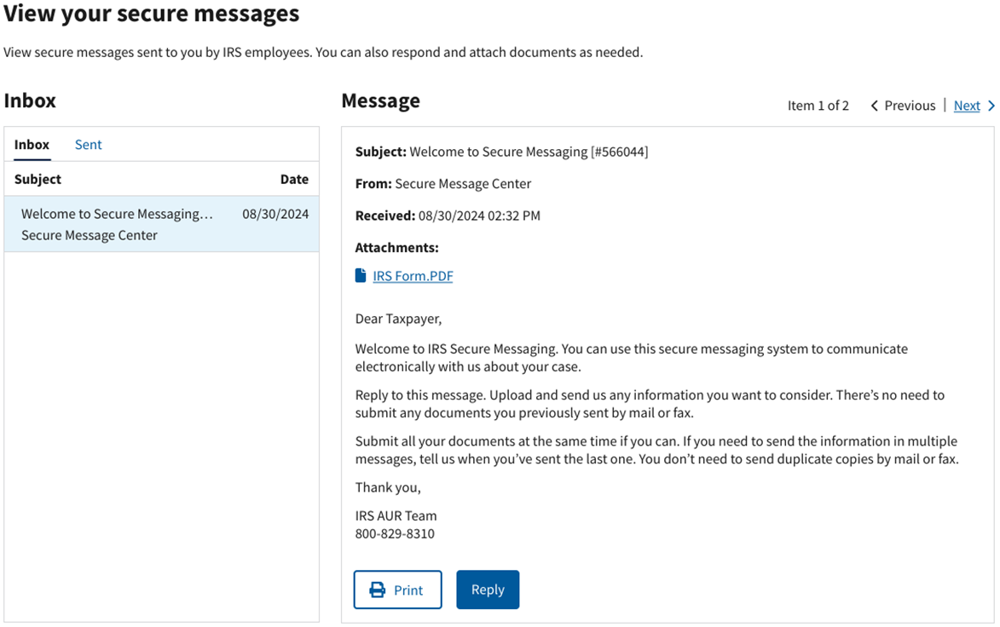 View your secure messages
View secure messages sent to you by IRS employees. You can also respond and attach documents as needed.
Inbox
Inbox Sent
Subject Date
Welcome to Secure Messaging… 08/30/2024
Secure Message Center
Message
Item 1 of 2 Previous | Next
Subject: Welcome to Secure Messaging [#566044]
From: Secure Message Center
Received: 08/30/2024 02:32 PM
Attachments:
IRS Form.PDF
Dear Taxpayer,
Welcome to IRS Secure Messaging. You can use this secure messaging system to communicate
electronically with us about your case.
Reply to this message. Upload and send us any information you want to consider. There’s no need to
submit any documents you previously sent by mail or fax.
Submit all your documents at the same time if you can. If you need to send the information in multiple
messages, tell us when you’ve sent the last one. You don’t need to send duplicate copies by mail or fax.
Thank you,
IRS AUR Team
800-829-8310
Print Reply